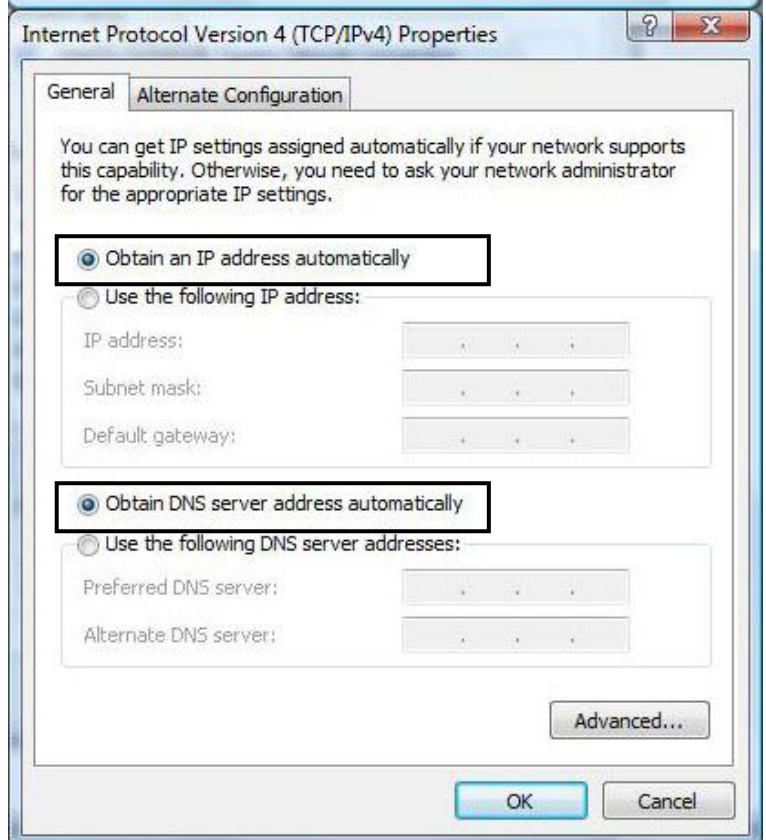 Internet Protocol Version 4 (TCP/IPv4) Properties
General
Alternate Configuration
You can get IP settings assigned automatically if your network supports
this capability. Otherwise, you need to ask your network administrator
for the appropriate IP settings.
Obtain an IP address automatically
Use the following IP address:
IP address:
Subnet mask:
Default gateway:
Obtain DNS server address automatically
Use the following DNS server addresses:
Preferred DNS server:
Alternate DNS server:
Advanced...
OK
Cancel